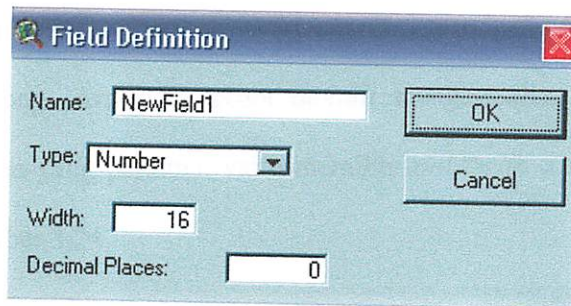 Field Definition
Name: NewField1
OK
Type: Number
Cancel
Width: 16
Decimal Places: 0